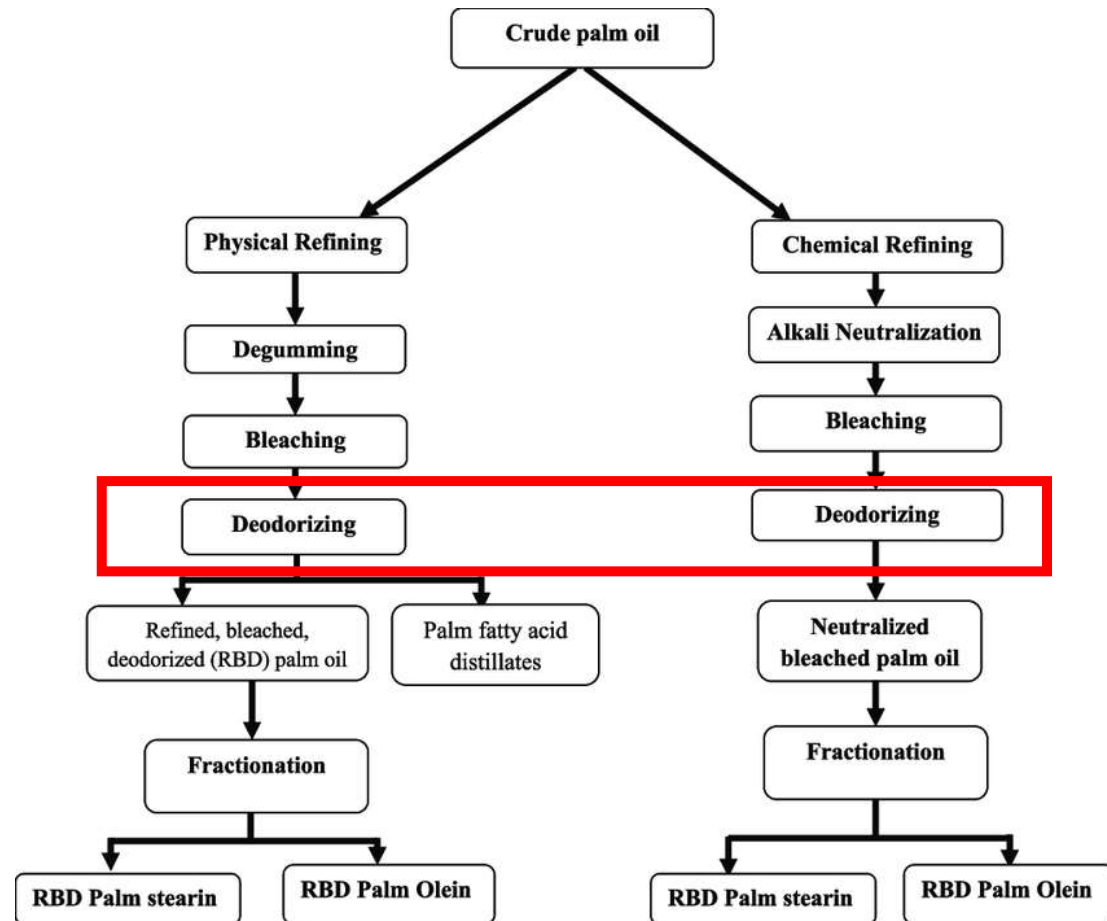 Crude palm oil
Physical Refining
Chemical Refining
Degumming
Alkali Neutralization
Bleaching
Bleaching
Deodorizing
Deodorizing
Refined, bleached,
deodorized (RBD) palm oil
Palm fatty acid
distillates
Neutralized
bleached palm oil
Fractionation
Fractionation
RBD Palm stearin
RBD Palm Olein
RBD Palm stearin
RBD Palm Olein